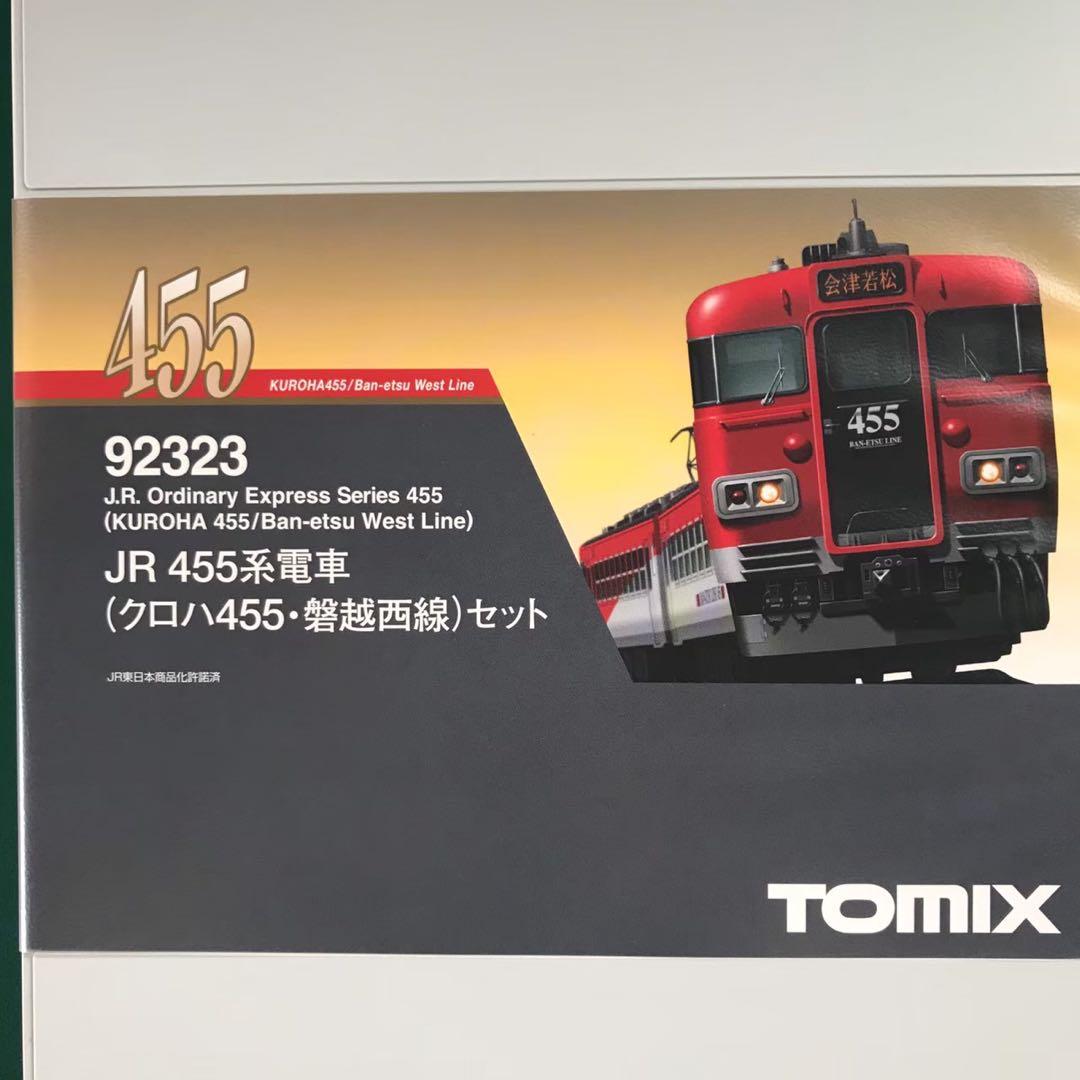 455
KUROHA455/Ban-etsu West Line
92323
J.R. Ordinary Express Series 455
(KUROHA 455/Ban-etsu West Line)
JR 455系電車
(クロハ455・磐越西線)セット
JR東日本商品化許諾済
会津若松
455
BAN-ETSU LINE
TOMIX